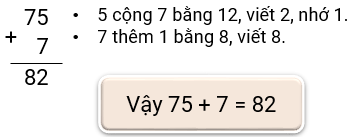 75
+ 7
82
• 5 cộng 7 bằng 12, viết 2, nhớ 1.
• 7 thêm 1 bằng 8, viết 8.
Vậy 75 + 7 = 82